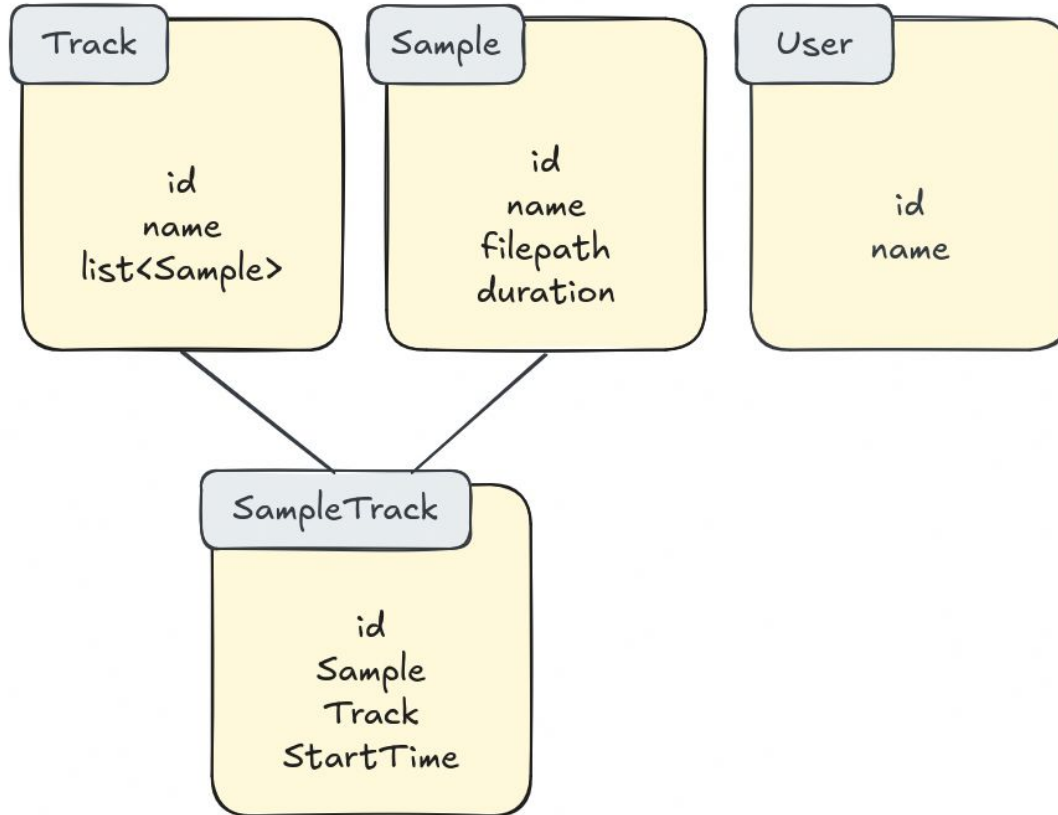 Track
id
name
list<Sample>
Sample
id
name
filepath
duration
User
id
name
SampleTrack
id
Sample
Track
StartTime